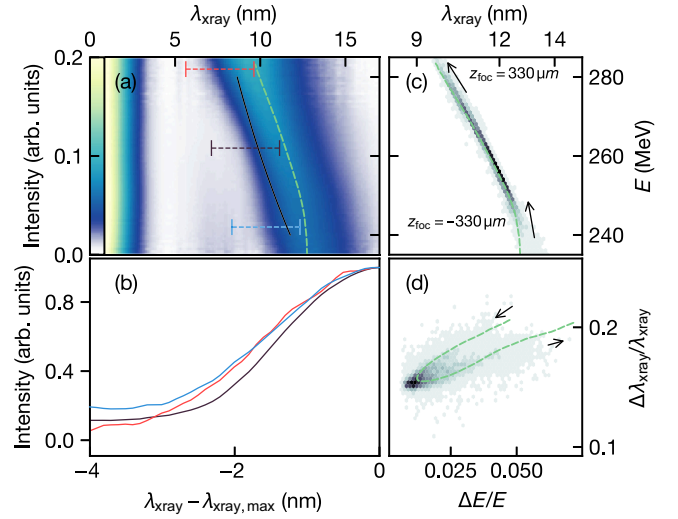 λxray (nm)
λxray (nm)
0 5 10 15
10 12 14
0.2
(a)
(c)
zfoc = 330 μm
280
Intensity (arb. units)
0.1
260
E (MeV)
zfoc = −330 μm
0.0
240
(b)
(d)
Intensity (arb. units)
0.8
0.2
0.4
Δλxray/λxray
0.0
0.1
−4 −2 0
0.025 0.050
λxray − λxray, max (nm)
ΔE/E